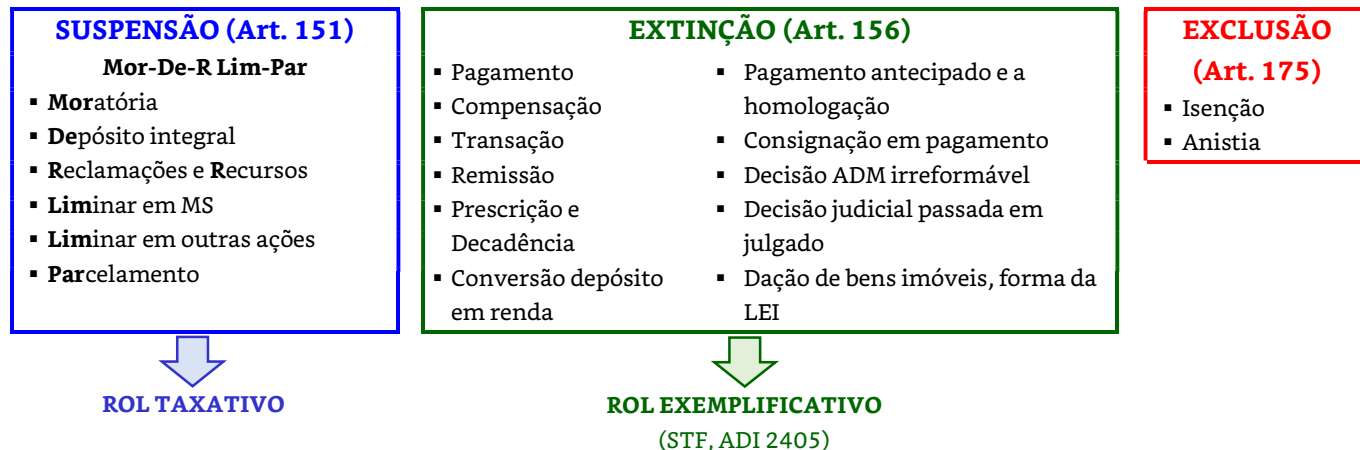 SUSPENSÃO (Art. 151)
Mor-De-R Lim-Par
▪ Moratória
▪ Depósito integral
▪ Reclamações e Recursos
▪ Liminar em MS
▪ Liminar em outras ações
▪ Parcelamento
ROL TAXATIVO
EXTINÇÃO (Art. 156)
▪ Pagamento
▪ Compensação
▪ Transação
▪ Remissão
▪ Prescrição e
Decadência
▪ Conversão depósito
em renda
▪ Pagamento antecipado e a
homologação
▪ Consignação em pagamento
▪ Decisão ADM irreformável
▪ Decisão judicial passada em
julgado
▪ Dação de bens imóveis, forma da
LEI
ROL EXEMPLIFICATIVO
(STF, ADI 2405)
EXCLUSÃO
(Art. 175)
▪ Isenção
▪ Anistia